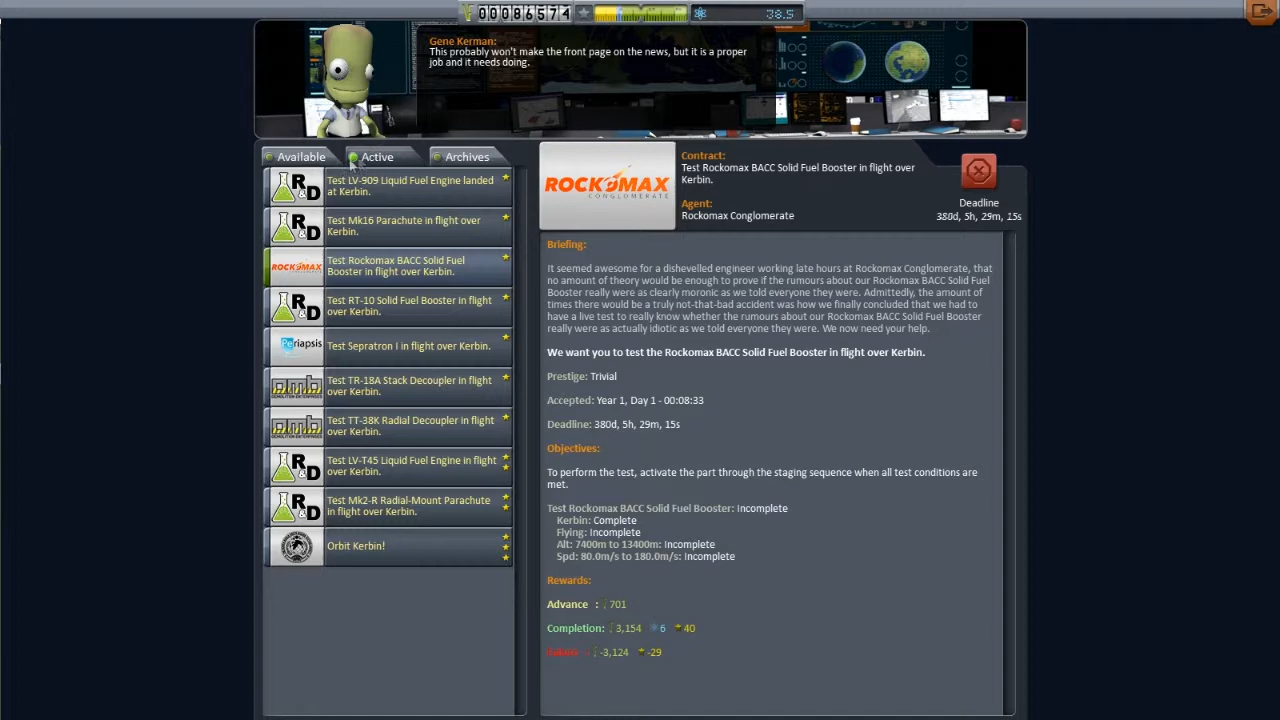 00086574
38.5
Gene Kerman:
This probably won't make the front page on the news, but it is a proper
job and it needs doing.
Available
Active
Archives
R&D
Test LV-909 Liquid Fuel Engine landed
at Kerbin.
R&D
Test Mk16 Parachute in flight over
Kerbin.
ROCKOMAX
Test Rockomax BACC Solid Fuel
Booster in flight over Kerbin.
R&D
Test RT-10 Solid Fuel Booster in flight
over Kerbin.
Periapsis
Test Sepratron I in flight over Kerbin.
Test TR-18A Stack Decoupler in flight
over Kerbin.
Test TT-38K Radial Decoupler in flight
over Kerbin.
R&D
Test LV-T45 Liquid Fuel Engine in flight
over Kerbin.
R&D
Test Mk2-R Radial-Mount Parachute
in flight over Kerbin.
Orbit Kerbin!
ROCKOMAX
CONGLOMERATE
Contract:
Test Rockomax BACC Solid Fuel Booster in flight over
Kerbin.
Agent:
Rockomax Conglomerate
Deadline
380d, 5h, 29m, 15s
Briefing:
It seemed awesome for a dishevelled engineer working late hours at Rockomax Conglomerate, that
no amount of theory would be enough to prove if the rumours about our Rockomax BACC Solid Fuel
Booster really were as clearly moronic as we told everyone they were. Admittedly, the amount of
times there would be a truly not-that-bad accident was how we finally concluded that we had to
have a live test to really know whether the rumours about our Rockomax BACC Solid Fuel Booster
really were as actually idiotic as we told everyone they were. We now need your help.
We want you to test the Rockomax BACC Solid Fuel Booster in flight over Kerbin.
Prestige: Trivial
Accepted: Year 1, Day 1 - 00:08:33
Deadline: 380d, 5h, 29m, 15s
Objectives:
To perform the test, activate the part through the staging sequence when all test conditions are
met.
Test Rockomax BACC Solid Fuel Booster: Incomplete
Kerbin: Complete
Flying: Incomplete
Alt: 7400m to 13400m: Incomplete
Spd: 80.0m/s to 180.0m/s: Incomplete
Rewards:
Advance : 701
Completion: 3,154 6 40
-3,124 -29